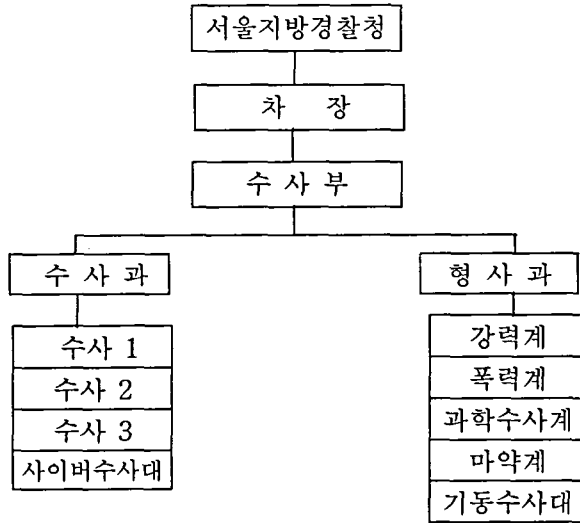 서울지방경찰청
차 장
수 사 부
수 사 과
수사 1
수사 2
수사 3
사이버수사대
형 사 과
강력계
폭력계
과학수사계
마약계
기동수사대